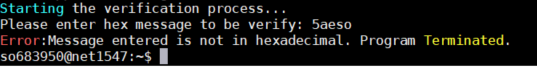 Starting the verification process...
Please enter hex message to be verify: 5aeso
Error:Message entered is not in hexadecimal. Program Terminated.
so683950@net1547:~$